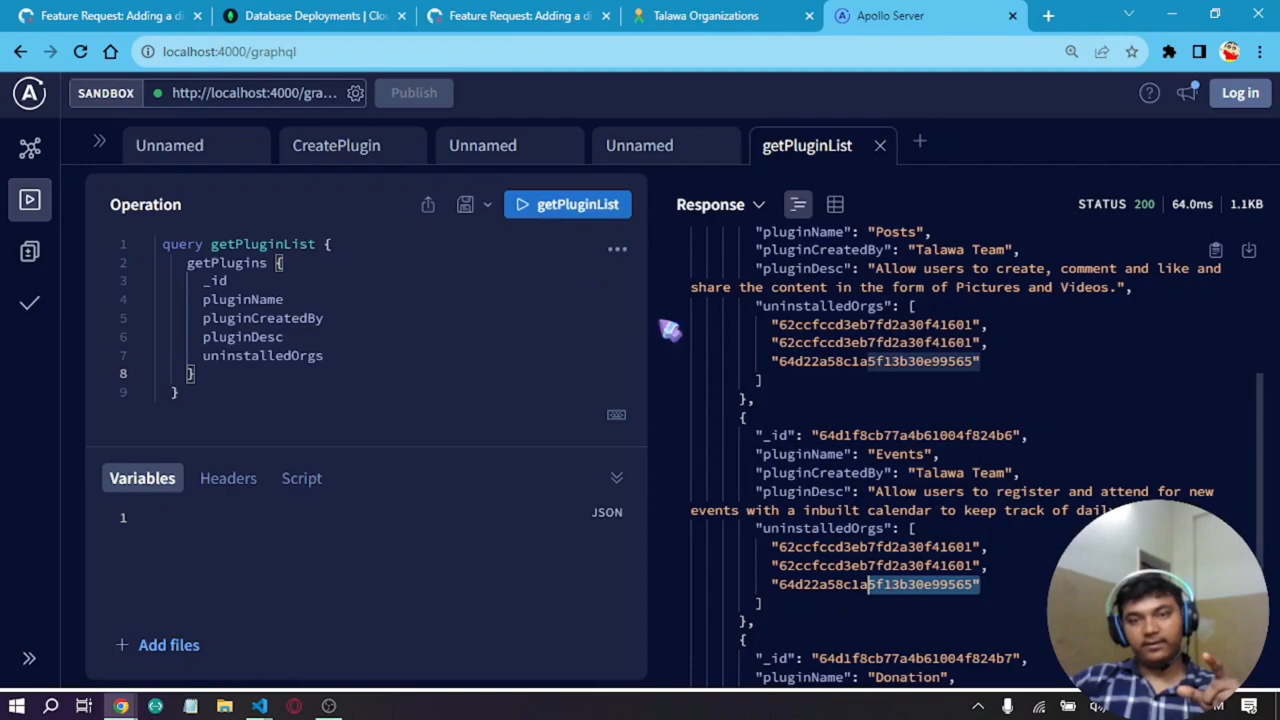 Feature Request: Adding a di
Database Deployments | Clou
Feature Request: Adding a di
Talawa Organizations
Apollo Server
localhost:4000/graphql
SANDBOX
http://localhost:4000/gra...
Publish
Log in
Unnamed
CreatePlugin
Unnamed
Unnamed
getPluginList
Operation
getPluginList
1 query getPluginList {
2 getPlugins {
3 _id
4 pluginName
5 pluginCreatedBy
6 pluginDesc
7 uninstalledOrgs
8 }
9 }
Variables
Headers
Script
1
JSON
Add files
Response
STATUS 200
64.0ms
1.1KB
"pluginName": "Posts",
"pluginCreatedBy": "Talawa Team",
"pluginDesc": "Allow users to create, comment and like and
share the content in the form of Pictures and Videos.",
"uninstalledOrgs": [
"62ccfccd3eb7fd2a30f41601",
"62ccfccd3eb7fd2a30f41601",
"64d22a58c1a5f13b30e99565"
]
},
{
"_id": "64d1f8cb77a4b61004f824b6",
"pluginName": "Events",
"pluginCreatedBy": "Talawa Team",
"pluginDesc": "Allow users to register and attend for new
events with a inbuilt calendar to keep track of dail
"uninstalledOrgs": [
"62ccfccd3eb7fd2a30f41601",
"62ccfccd3eb7fd2a30f41601",
"64d22a58c1a5f13b30e99565"
]
},
{
"_id": "64d1f8cb77a4b61004f824b7",
"pluginName": "Donation",